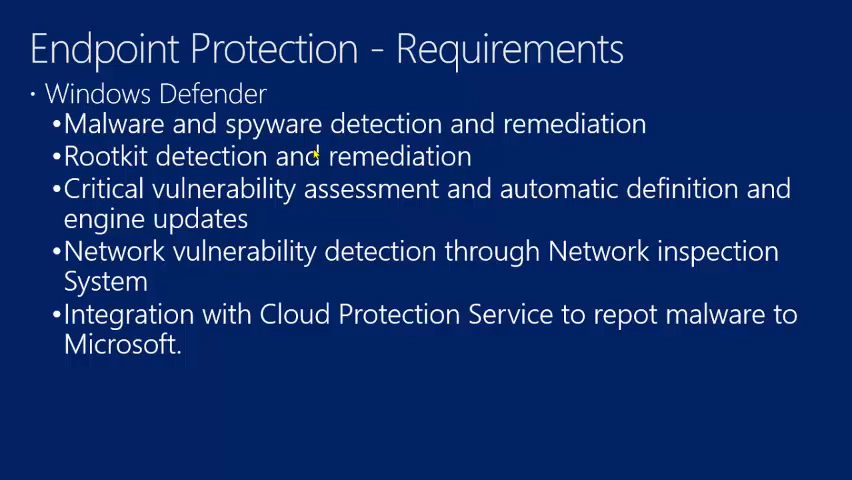 Endpoint Protection - Requirements
· Windows Defender
•Malware and spyware detection and remediation
•Rootkit detection and remediation
•Critical vulnerability assessment and automatic definition and
engine updates
•Network vulnerability detection through Network inspection
System
•Integration with Cloud Protection Service to repot malware to
Microsoft.